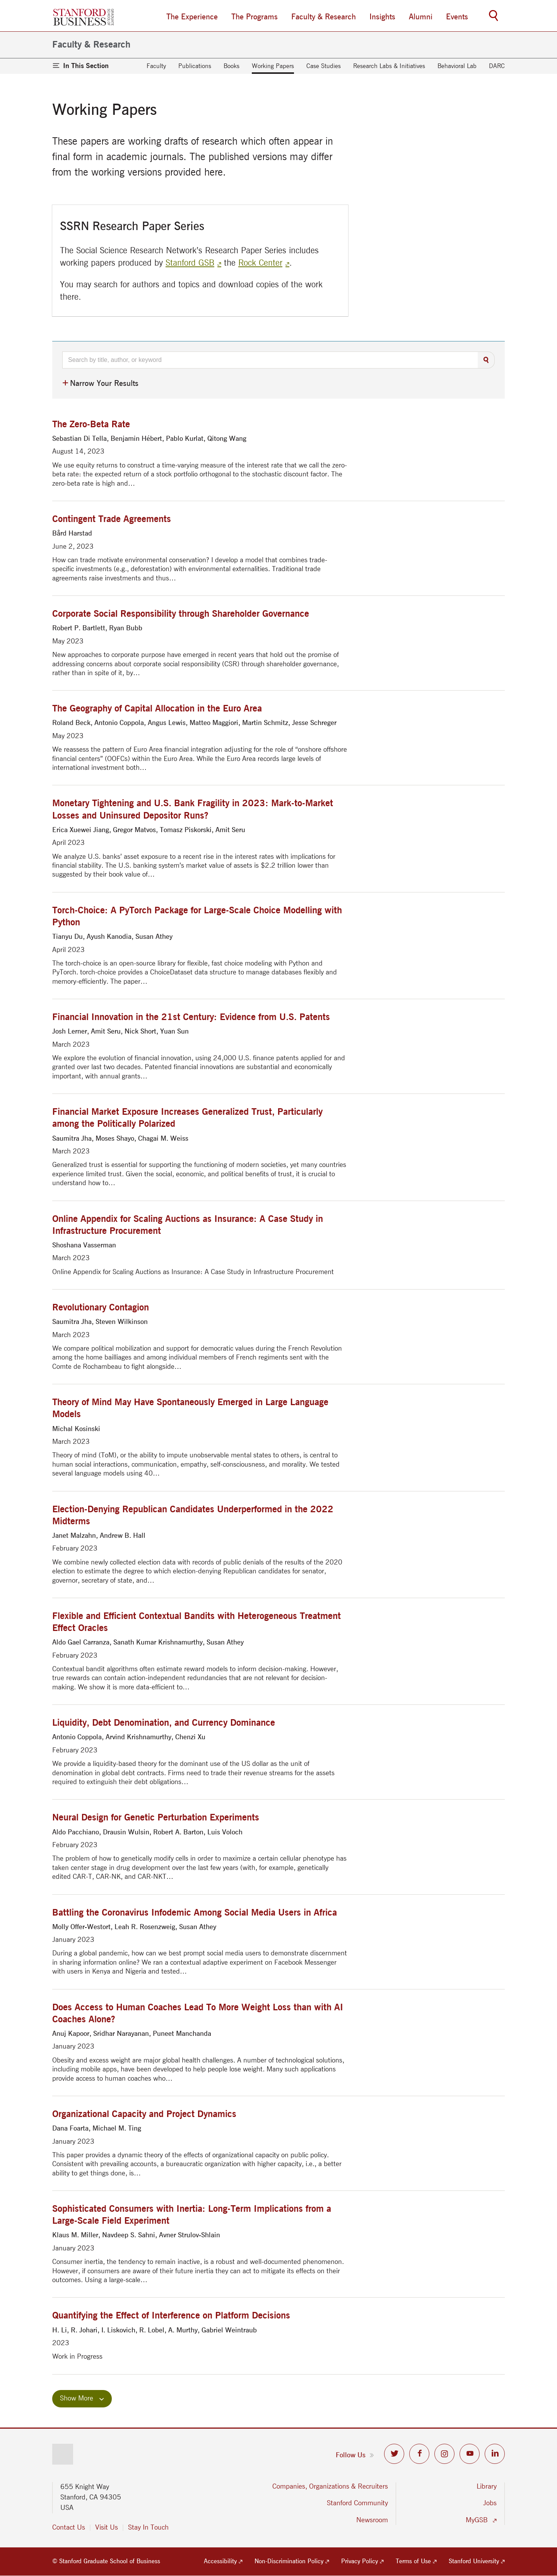 STANFORD
BUSINESS
The Experience
The Programs
Faculty & Research
Insights
Alumni
Events
Faculty & Research
In This Section
Faculty
Publications
Books
Working Papers
Case Studies
Research Labs & Initiatives
Behavioral Lab
DARC
Working Papers
These papers are working drafts of research which often appear in
final form in academic journals. The published versions may differ
from the working versions provided here.
SSRN Research Paper Series
The Social Science Research Network's Research Paper Series includes
working papers produced by Stanford GSB the Rock Center.
You may search for authors and topics and download copies of the work
there.
Search by title, author, or keyword
+ Narrow Your Results
The Zero-Beta Rate
Sebastian Di Tella, Benjamin Hébert, Pablo Kurlat, Qitong Wang
August 14, 2023
We use equity returns to construct a time-varying measure of the interest rate that we call the zero-
beta rate: the expected return of a stock portfolio orthogonal to the stochastic discount factor. The
zero-beta rate is high and…
Contingent Trade Agreements
Bård Harstad
June 2, 2023
How can trade motivate environmental conservation? I develop a model that combines trade-
specific investments (e.g., deforestation) with environmental externalities. Traditional trade
agreements raise investments and thus…
Corporate Social Responsibility through Shareholder Governance
Robert P. Bartlett, Ryan Bubb
May 2023
New approaches to corporate purpose have emerged in recent years that hold out the promise of
addressing concerns about corporate social responsibility (CSR) through shareholder governance,
rather than in spite of it, by…
The Geography of Capital Allocation in the Euro Area
Roland Beck, Antonio Coppola, Angus Lewis, Matteo Maggiori, Martin Schmitz, Jesse Schreger
May 2023
We reassess the pattern of Euro Area financial integration adjusting for the role of “onshore offshore
financial centers” (OOFCs) within the Euro Area. While the Euro Area records large levels of
international investment both…
Monetary Tightening and U.S. Bank Fragility in 2023: Mark-to-Market
Losses and Uninsured Depositor Runs?
Erica Xuewei Jiang, Gregor Matvos, Tomasz Piskorski, Amit Seru
April 2023
We analyze U.S. banks’ asset exposure to a recent rise in the interest rates with implications for
financial stability. The U.S. banking system’s market value of assets is $2.2 trillion lower than
suggested by their book value of…
Torch-Choice: A PyTorch Package for Large-Scale Choice Modelling with
Python
Tianyu Du, Ayush Kanodia, Susan Athey
April 2023
The torch-choice is an open-source library for flexible, fast choice modeling with Python and
PyTorch. torch-choice provides a ChoiceDataset data structure to manage databases flexibly and
memory-efficiently. The paper…
Financial Innovation in the 21st Century: Evidence from U.S. Patents
Josh Lerner, Amit Seru, Nick Short, Yuan Sun
March 2023
We explore the evolution of financial innovation, using 24,000 U.S. finance patents applied for and
granted over last two decades. Patented financial innovations are substantial and economically
important, with annual grants…
Financial Market Exposure Increases Generalized Trust, Particularly
among the Politically Polarized
Saumitra Jha, Moses Shayo, Chagai M. Weiss
March 2023
Generalized trust is essential for supporting the functioning of modern societies, yet many countries
experience limited trust. Given the social, economic, and political benefits of trust, it is crucial to
understand how to…
Online Appendix for Scaling Auctions as Insurance: A Case Study in
Infrastructure Procurement
Shoshana Vasserman
March 2023
Online Appendix for Scaling Auctions as Insurance: A Case Study in Infrastructure Procurement
Revolutionary Contagion
Saumitra Jha, Steven Wilkinson
March 2023
We compare political mobilization and support for democratic values during the French Revolution
among the home bailliages and among individual members of French regiments sent with the
Comte de Rochambeau to fight alongside…
Theory of Mind May Have Spontaneously Emerged in Large Language
Models
Michal Kosinski
March 2023
Theory of mind (ToM), or the ability to impute unobservable mental states to others, is central to
human social interactions, communication, empathy, self-consciousness, and morality. We tested
several language models using 40…
Election-Denying Republican Candidates Underperformed in the 2022
Midterms
Janet Malzahn, Andrew B. Hall
February 2023
We combine newly collected election data with records of public denials of the results of the 2020
election to estimate the degree to which election-denying Republican candidates for senator,
governor, secretary of state, and…
Flexible and Efficient Contextual Bandits with Heterogeneous Treatment
Effect Oracles
Aldo Gael Carranza, Sanath Kumar Krishnamurthy, Susan Athey
February 2023
Contextual bandit algorithms often estimate reward models to inform decision-making. However,
true rewards can contain action-independent redundancies that are not relevant for decision-
making. We show it is more data-efficient to…
Liquidity, Debt Denomination, and Currency Dominance
Antonio Coppola, Arvind Krishnamurthy, Chenzi Xu
February 2023
We provide a liquidity-based theory for the dominant use of the US dollar as the unit of
denomination in global debt contracts. Firms need to trade their revenue streams for the assets
required to extinguish their debt obligations…
Neural Design for Genetic Perturbation Experiments
Aldo Pacchiano, Drausin Wulsin, Robert A. Barton, Luis Voloch
February 2023
The problem of how to genetically modify cells in order to maximize a certain cellular phenotype has
taken center stage in drug development over the last few years (with, for example, genetically
edited CAR-T, CAR-NK, and CAR-NKT…
Battling the Coronavirus Infodemic Among Social Media Users in Africa
Molly Offer-Westort, Leah R. Rosenzweig, Susan Athey
January 2023
During a global pandemic, how can we best prompt social media users to demonstrate discernment
in sharing information online? We ran a contextual adaptive experiment on Facebook Messenger
with users in Kenya and Nigeria and tested…
Does Access to Human Coaches Lead To More Weight Loss than with AI
Coaches Alone?
Anuj Kapoor, Sridhar Narayanan, Puneet Manchanda
January 2023
Obesity and excess weight are major global health challenges. A number of technological solutions,
including mobile apps, have been developed to help people lose weight. Many such applications
provide access to human coaches who…
Organizational Capacity and Project Dynamics
Dana Foarta, Michael M. Ting
January 2023
This paper provides a dynamic theory of the effects of organizational capacity on public policy.
Consistent with prevailing accounts, a bureaucratic organization with higher capacity, i.e., a better
ability to get things done, is…
Sophisticated Consumers with Inertia: Long-Term Implications from a
Large-Scale Field Experiment
Klaus M. Miller, Navdeep S. Sahni, Avner Strulov-Shlain
January 2023
Consumer inertia, the tendency to remain inactive, is a robust and well-documented phenomenon.
However, if consumers are aware of their future inertia they can act to mitigate its effects on their
outcomes. Using a large-scale…
Quantifying the Effect of Interference on Platform Decisions
H. Li, R. Johari, I. Liskovich, R. Lobel, A. Murthy, Gabriel Weintraub
2023
Work in Progress
Show More
Follow Us
655 Knight Way
Stanford, CA 94305
USA
Contact Us
Visit Us
Stay In Touch
Companies, Organizations & Recruiters
Stanford Community
Newsroom
Library
Jobs
MyGSB
© Stanford Graduate School of Business
Accessibility
Non-Discrimination Policy
Privacy Policy
Terms of Use
Stanford University